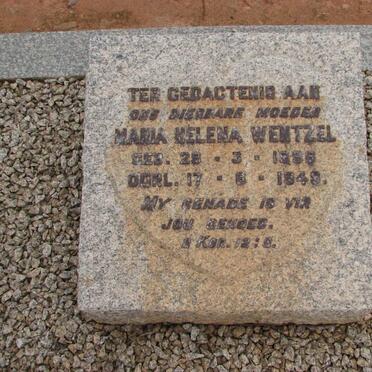 TER GEDACTENIS AAN
ONS DIERBARE MOEDER
MARIA HELENA WENTZEL
GEB. 28 · 3 · 1866
OORL. 17 · 6 · 1949.
MY GENADE IS VIR
JOU GENOEG.
2 KOR. 12:9.